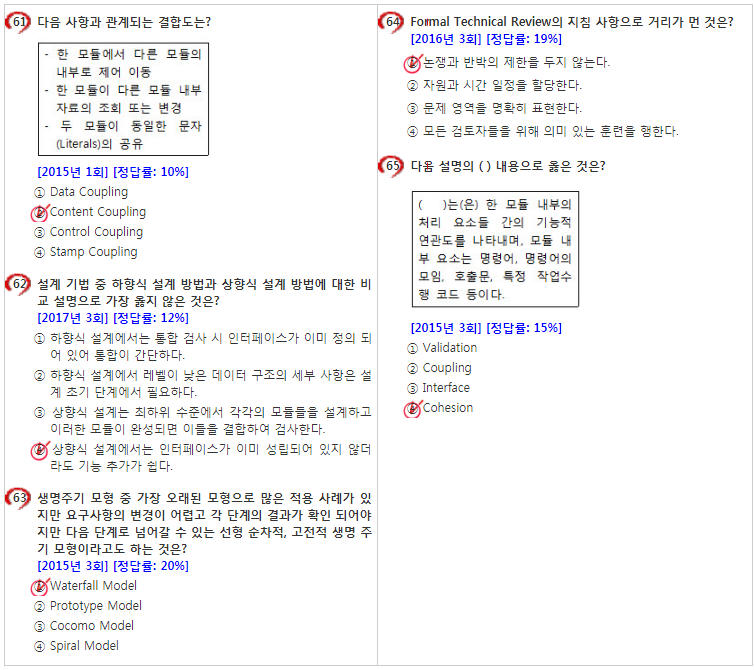 61 다음 사항과 관계되는 결합도는?
- 한 모듈에서 다른 모듈의
내부로 제어 이동
- 한 모듈이 다른 모듈 내부
자료의 조회 또는 변경
- 두 모듈이 동일한 문자
(Literals)의 공유
[2015년 1회] [정답률: 10%]
① Data Coupling
② Content Coupling
③ Control Coupling
④ Stamp Coupling
62 설계 기법 중 하향식 설계 방법과 상향식 설계 방법에 대한 비
교 설명으로 가장 옳지 않은 것은?
[2017년 3회] [정답률: 12%]
① 하향식 설계에서는 통합 검사 시 인터페이스가 이미 정의 되
어 있어 통합이 간단하다.
② 하향식 설계에서 레벨이 낮은 데이터 구조의 세부 사항은 설
계 초기 단계에서 필요하다.
③ 상향식 설계는 최하위 수준에서 각각의 모듈들을 설계하고
이러한 모듈이 완성되면 이들을 결합하여 검사한다.
④ 상향식 설계에서는 인터페이스가 이미 성립되어 있지 않더
라도 기능 추가가 쉽다.
63 생명주기 모형 중 가장 오래된 모형으로 많은 적용 사례가 있
지만 요구사항의 변경이 어렵고 각 단계의 결과가 확인 되어야
지만 다음 단계로 넘어갈 수 있는 선형 순차적, 고전적 생명 주
기 모형이라고도 하는 것은?
[2015년 3회] [정답률: 20%]
① Waterfall Model
② Prototype Model
③ Cocomo Model
④ Spiral Model
64 Formal Technical Review의 지침 사항으로 거리가 먼 것은?
[2016년 3회] [정답률: 19%]
① 논쟁과 반박의 제한을 두지 않는다.
② 자원과 시간 일정을 할당한다.
③ 문제 영역을 명확히 표현한다.
④ 모든 검토자들을 위해 의미 있는 훈련을 행한다.
65 다음 설명의 ( ) 내용으로 옳은 것은?
( )는(은) 한 모듈 내부의
처리 요소들 간의 기능적
연관도를 나타내며, 모듈 내
부 요소는 명령어, 명령어의
모임, 호출문, 특정 작업수
행 코드 등이다.
[2015년 3회] [정답률: 15%]
① Validation
② Coupling
③ Interface
④ Cohesion